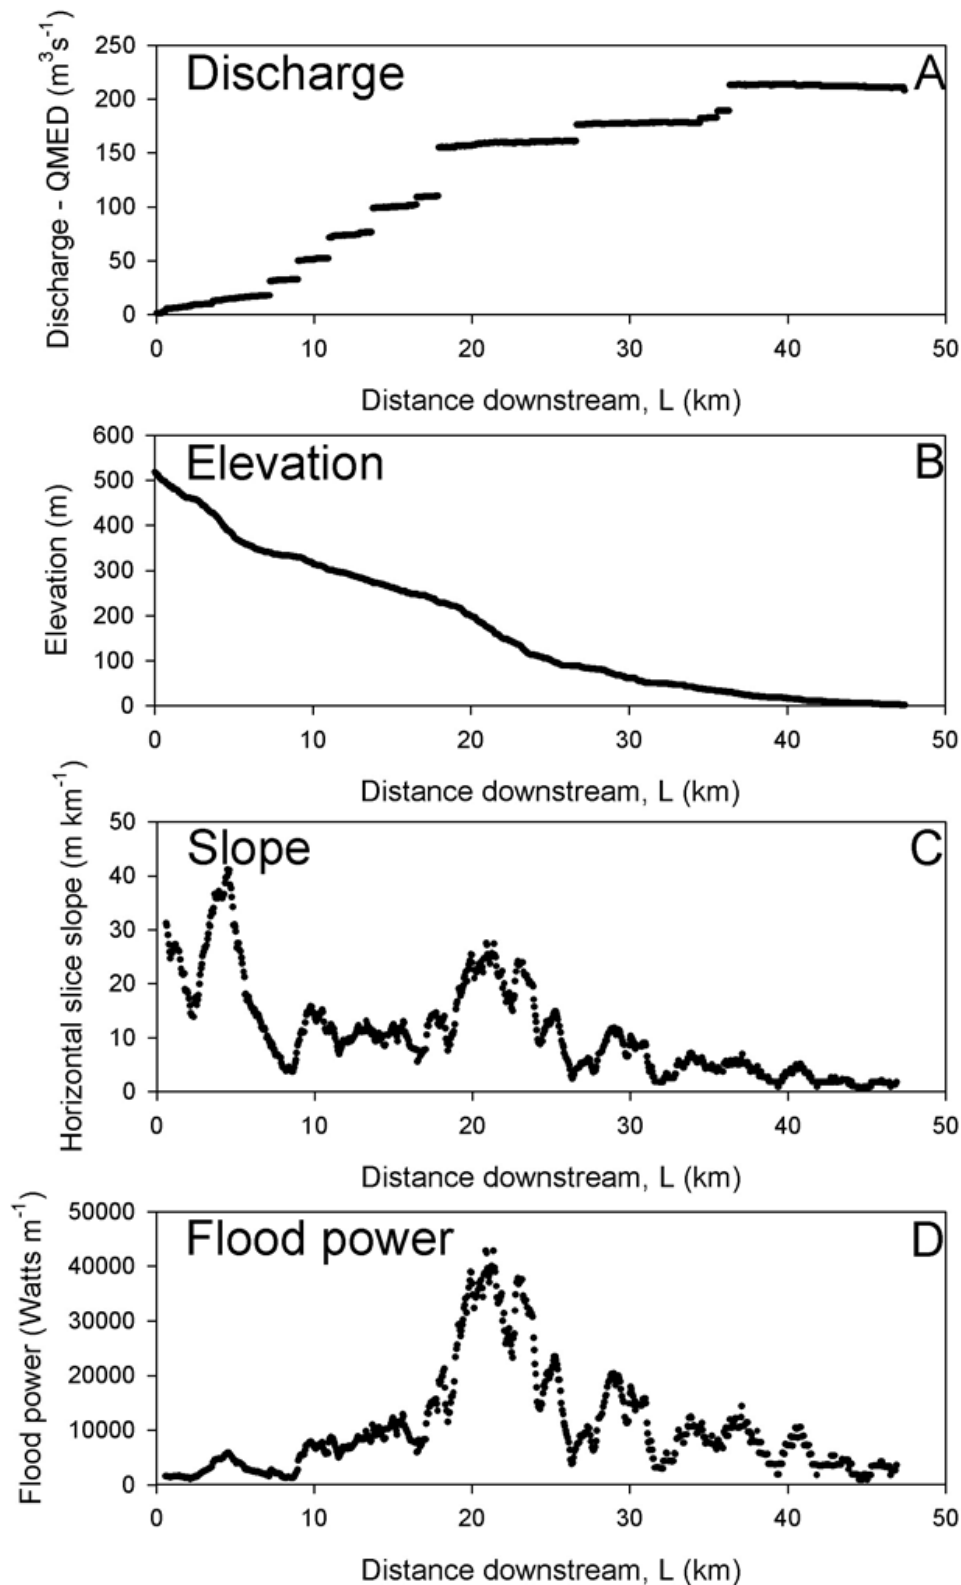 Discharge A
Discharge - QMED (m³s⁻¹)
250
200
150
100
50
0
0 10 20 30 40 50
Distance downstream, L (km)
Elevation B
Elevation (m)
600
500
400
300
200
100
0
0 10 20 30 40 50
Distance downstream, L (km)
Slope C
Horizontal slice slope (m km⁻¹)
50
40
30
20
10
0
0 10 20 30 40 50
Distance downstream, L (km)
Flood power D
Flood power (Watts m⁻¹)
50000
40000
30000
20000
10000
0
0 10 20 30 40 50
Distance downstream, L (km)